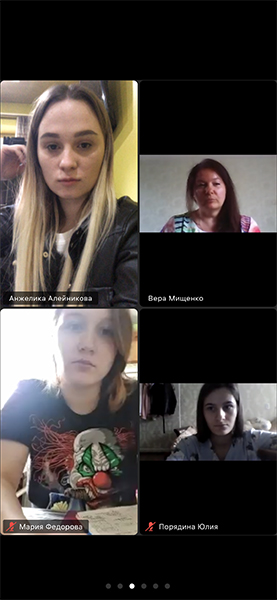 Анжелика Алейникова
Вера Мищенко
Мария Федорова
Порядина Юлия